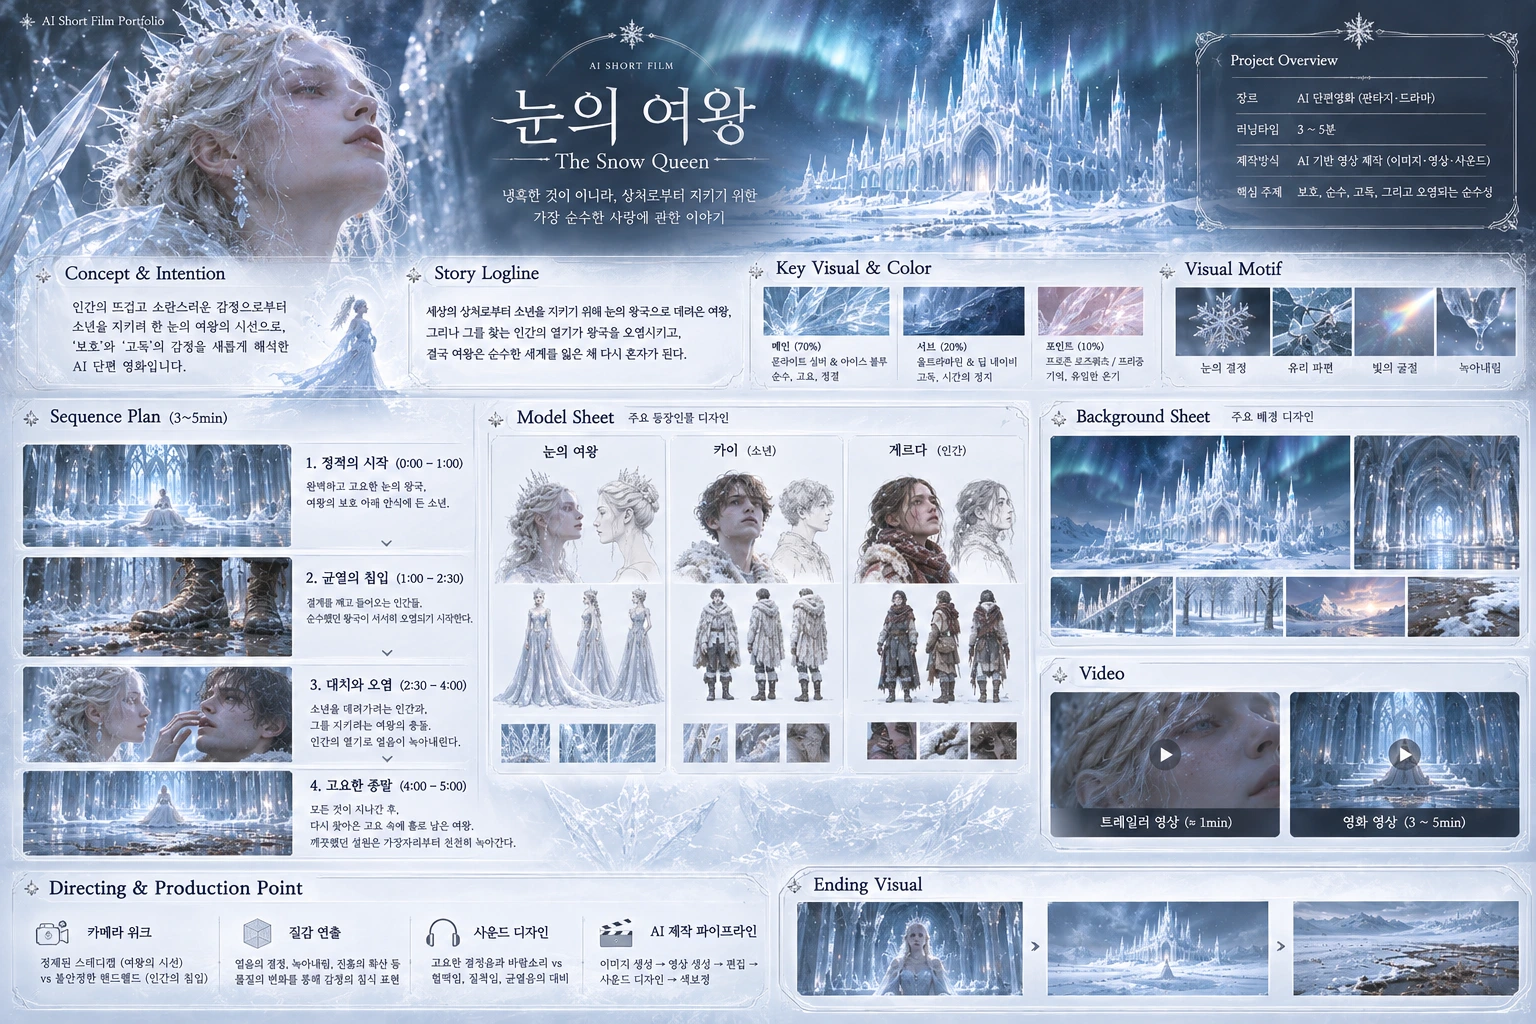 AI Short Film Portfolio
AI SHORT FILM
눈의 여왕
The Snow Queen
냉혹한 것이 아니라, 상처로부터 지키기 위한
가장 순수한 사랑에 관한 이야기
Project Overview
장르 AI 단편영화 (판타지·드라마)
러닝타임 3 ~ 5분
제작방식 AI 기반 영상 제작 (이미지·영상·사운드)
핵심 주제 보호, 순수, 고독, 그리고 오염되는 순수성
Concept & Intention
인간의 뜨겁고 소란스러운 감정으로부터
소년을 지키려 한 눈의 여왕의 시선으로,
‘보호’와 ‘고독’의 감정을 새롭게 해석한
AI 단편 영화입니다.
Story Logline
세상의 상처로부터 소년을 지키기 위해 눈의 왕국으로 데려온 여왕,
그러나 그를 찾는 인간의 열기가 왕국을 오염시키고,
결국 여왕은 순수한 세계를 잃은 채 다시 혼자가 된다.
Key Visual & Color
메인 (70%)
문라이트 실버 & 아이스 블루
순수, 고요, 정결
서브 (20%)
울트라마린 & 딥 네이비
고독, 시간의 정지
포인트 (10%)
프로즌 로즈쿼츠 / 프리즘
기억, 유일한 온기
Visual Motif
눈의 결정
유리 파편
빛의 굴절
녹아내림
Sequence Plan (3~5min)
1. 정적의 시작 (0:00 – 1:00)
완벽하고 고요한 눈의 왕국,
여왕의 보호 아래 안식에 든 소년.
2. 균열의 침입 (1:00 – 2:30)
결계를 깨고 들어오는 인간들.
순수했던 왕국이 서서히 오염되기 시작한다.
3. 대치와 오염 (2:30 – 4:00)
소년을 데려가려는 인간과,
그를 지키려는 여왕의 충돌.
인간의 열기로 얼음이 녹아내린다.
4. 고요한 종말 (4:00 – 5:00)
모든 것이 지나간 후,
다시 찾아온 고요 속에 홀로 남은 여왕.
깨끗했던 설원은 가장자리부터 천천히 녹아간다.
Model Sheet 주요 등장인물 디자인
눈의 여왕
카이 (소년)
게르다 (인간)
Background Sheet 주요 배경 디자인
Video
트레일러 영상 (≈ 1min)
영화 영상 (3 ~ 5min)
Directing & Production Point
카메라 워크
정제된 스테디캠 (여왕의 시선)
vs 불안정한 핸드헬드 (인간의 침입)
질감 연출
얼음의 결정, 녹아내림, 진흙의 확산 등
물질의 변화를 통해 감정의 침식 표현
사운드 디자인
고요한 결정음과 바람소리 vs
헐떡임, 질척임, 균열음의 대비
AI 제작 파이프라인
이미지 생성 → 영상 생성 → 편집 →
사운드 디자인 → 색보정
Ending Visual